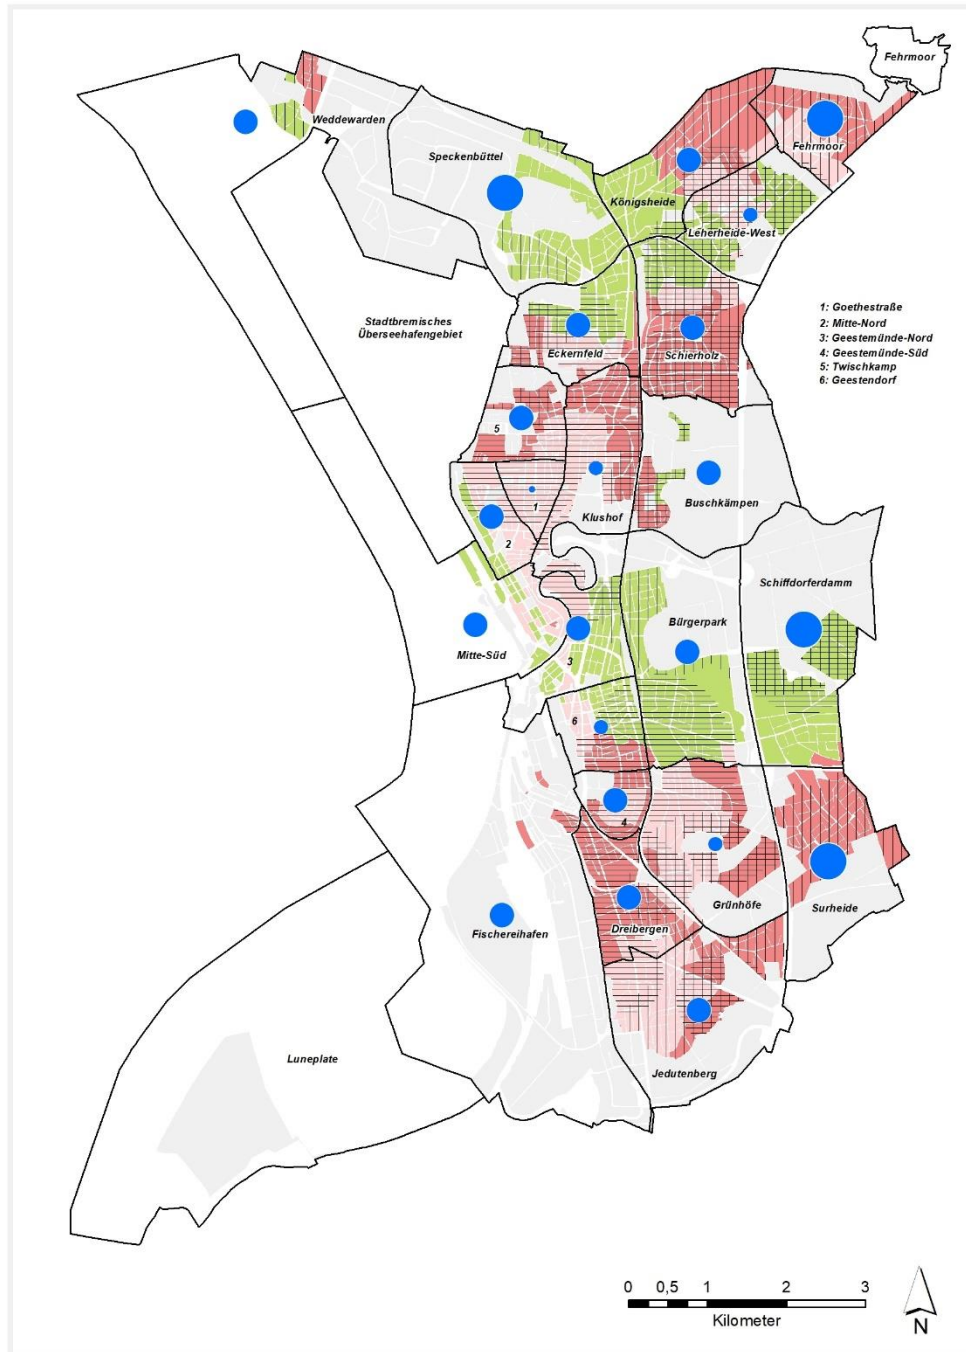 Fehrmoor
Weddewarden
Fehrmoor
Speckenbüttel
Königsheide
Leherheide-West
Stadtbremisches
Überseehafengebiet
1: Goethestraße
2: Mitte-Nord
3: Geestemünde-Nord
4: Geestemünde-Süd
5: Twischkamp
6: Geestendorf
Eckernfeld
Schierholz
5
1
Klushof
Buschkämpen
2
Schiffdorferdamm
Bürgerpark
Mitte-Süd
3
6
4
Grünhöfe
Surheide
Dreibergen
Fischereihafen
Luneplate
Jedutenberg
0 0,5 1 2 3
Kilometer
N